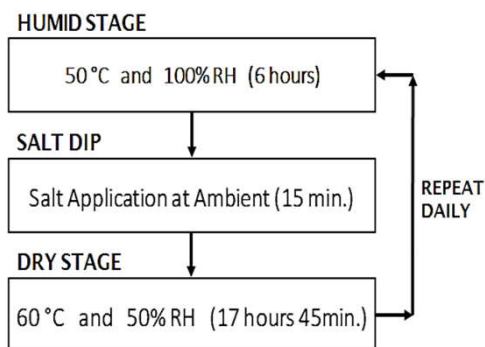 HUMID STAGE
50 °C and 100% RH (6 hours)
SALT DIP
Salt Application at Ambient (15 min.)
REPEAT
DAILY
DRY STAGE
60 °C and 50% RH (17 hours 45min.)